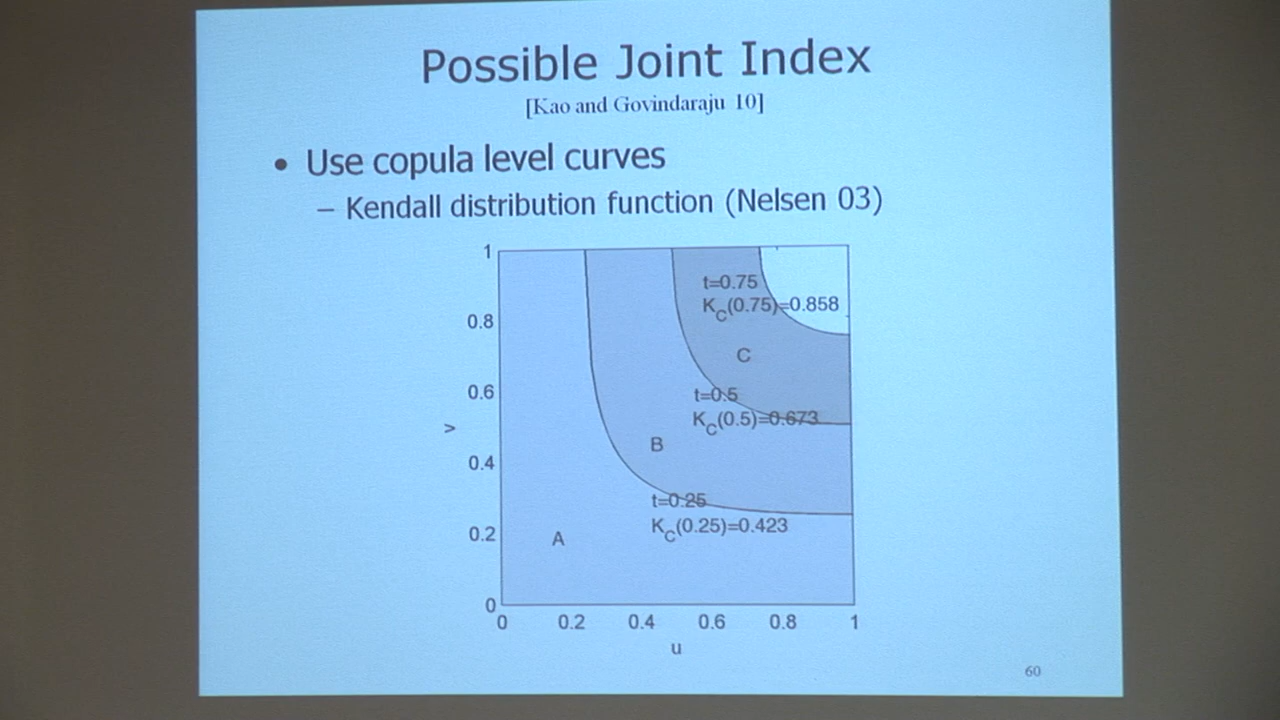 Possible Joint Index
[Kao and Govindaraju 10]
• Use copula level curves
– Kendall distribution function (Nelsen 03)
1
t=0.75
K_C(0.75)=0.858
0.8
C
0.6
t=0.5
K_C(0.5)=0.673
v
B
0.4
t=0.25
K_C(0.25)=0.423
0.2
A
0
0 0.2 0.4 0.6 0.8 1
u
60